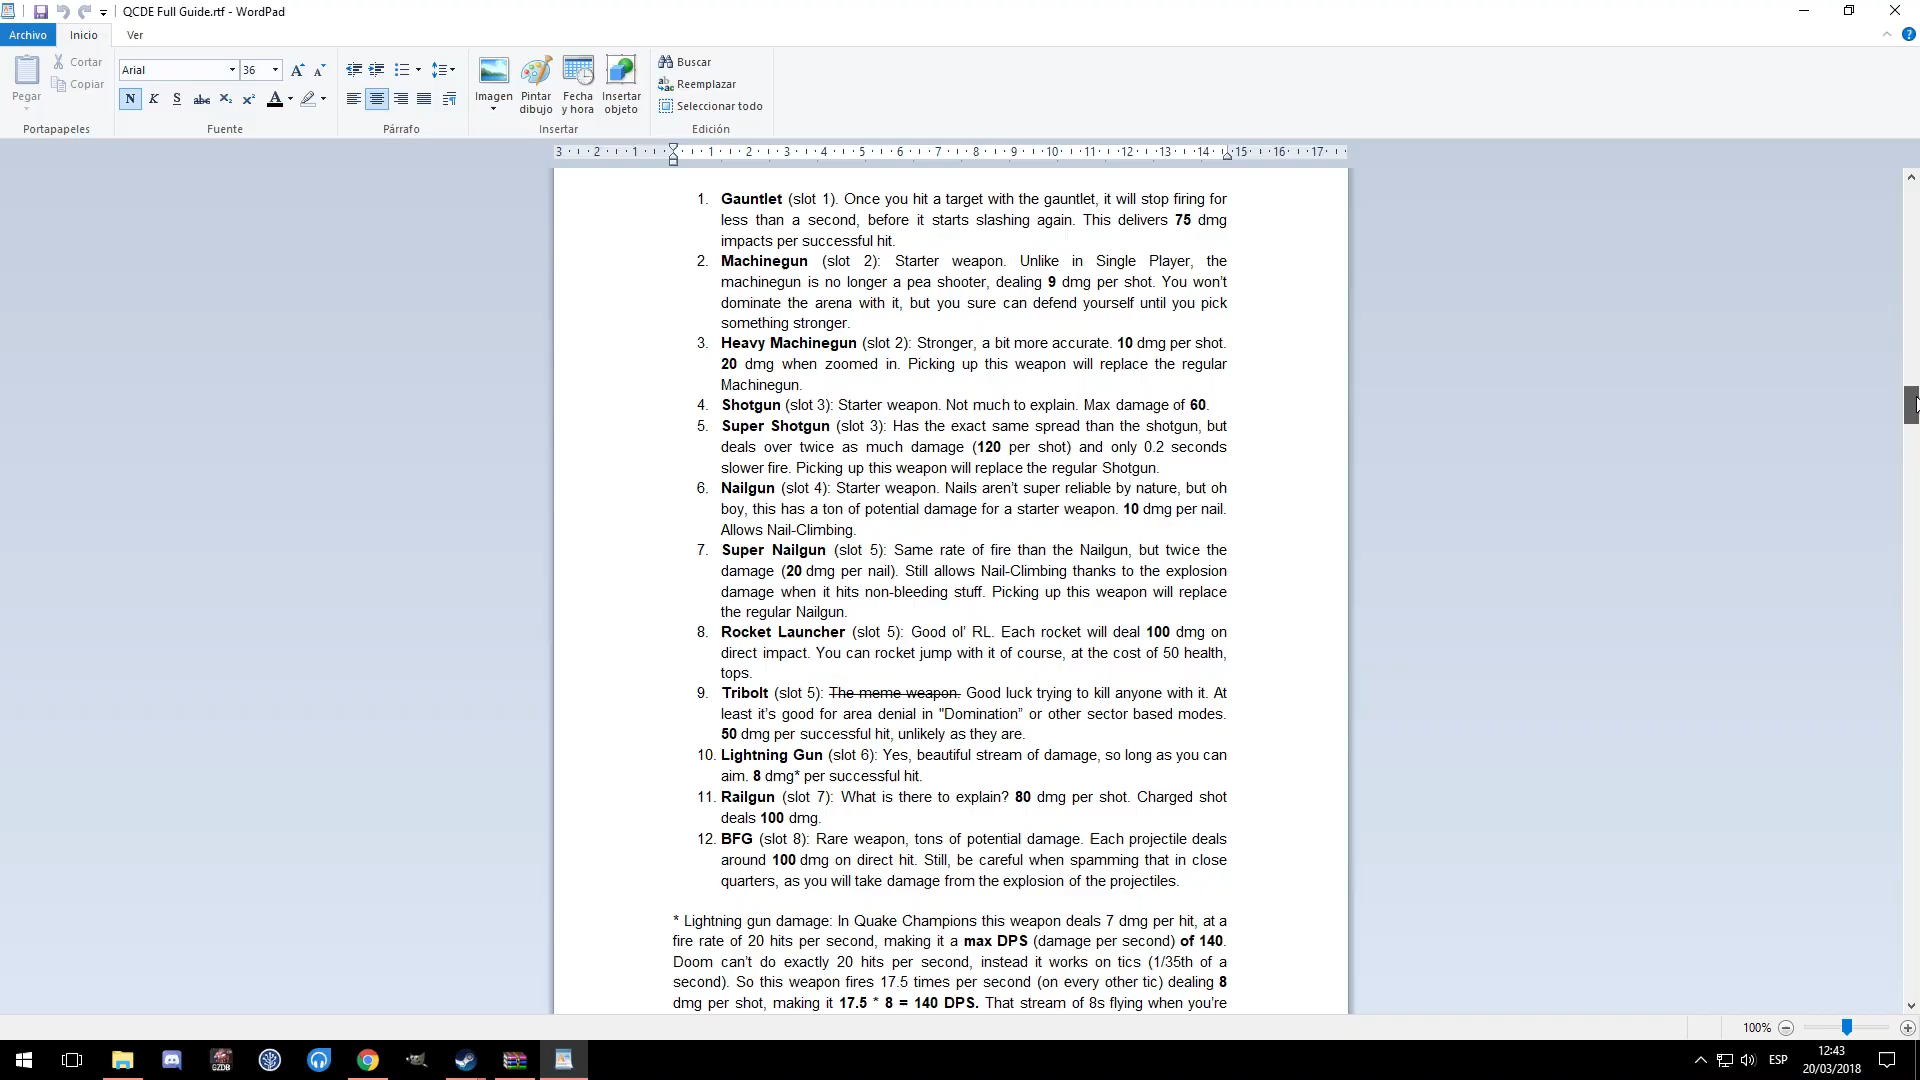 QCDE Full Guide.rtf - WordPad
Archivo Inicio Ver
Pegar
Cortar
Copiar
Portapapeles
Arial 36
N K S abc X₂ X²
Fuente
Párrafo
Imagen
Pintar dibujo
Fecha y hora
Insertar objeto
Insertar
Buscar
Reemplazar
Seleccionar todo
Edición
3 2 1 1 2 3 4 5 6 7 8 9 10 11 12 13 14 15 16 17
1. Gauntlet (slot 1). Once you hit a target with the gauntlet, it will stop firing for
less than a second, before it starts slashing again. This delivers 75 dmg
impacts per successful hit.
2. Machinegun (slot 2): Starter weapon. Unlike in Single Player, the
machinegun is no longer a pea shooter, dealing 9 dmg per shot. You won't
dominate the arena with it, but you sure can defend yourself until you pick
something stronger.
3. Heavy Machinegun (slot 2): Stronger, a bit more accurate. 10 dmg per shot.
20 dmg when zoomed in. Picking up this weapon will replace the regular
Machinegun.
4. Shotgun (slot 3): Starter weapon. Not much to explain. Max damage of 60.
5. Super Shotgun (slot 3): Has the exact same spread than the shotgun, but
deals over twice as much damage (120 per shot) and only 0.2 seconds
slower fire. Picking up this weapon will replace the regular Shotgun.
6. Nailgun (slot 4): Starter weapon. Nails aren't super reliable by nature, but oh
boy, this has a ton of potential damage for a starter weapon. 10 dmg per nail.
Allows Nail-Climbing.
7. Super Nailgun (slot 5): Same rate of fire than the Nailgun, but twice the
damage (20 dmg per nail). Still allows Nail-Climbing thanks to the explosion
damage when it hits non-bleeding stuff. Picking up this weapon will replace
the regular Nailgun.
8. Rocket Launcher (slot 5): Good ol' RL. Each rocket will deal 100 dmg on
direct impact. You can rocket jump with it of course, at the cost of 50 health,
tops.
9. Tribolt (slot 5): The meme weapon. Good luck trying to kill anyone with it. At
least it's good for area denial in "Domination" or other sector based modes.
50 dmg per successful hit, unlikely as they are.
10. Lightning Gun (slot 6): Yes, beautiful stream of damage, so long as you can
aim. 8 dmg* per successful hit.
11. Railgun (slot 7): What is there to explain? 80 dmg per shot. Charged shot
deals 100 dmg.
12. BFG (slot 8): Rare weapon, tons of potential damage. Each projectile deals
around 100 dmg on direct hit. Still, be careful when spamming that in close
quarters, as you will take damage from the explosion of the projectiles.
* Lightning gun damage: In Quake Champions this weapon deals 7 dmg per hit, at a
fire rate of 20 hits per second, making it a max DPS (damage per second) of 140.
Doom can't do exactly 20 hits per second, instead it works on tics (1/35th of a
second). So this weapon fires 17.5 times per second (on every other tic) dealing 8
dmg per shot, making it 17.5 * 8 = 140 DPS. That stream of 8s flying when you're
100%
GZDB
ESP
12:43
20/03/2018